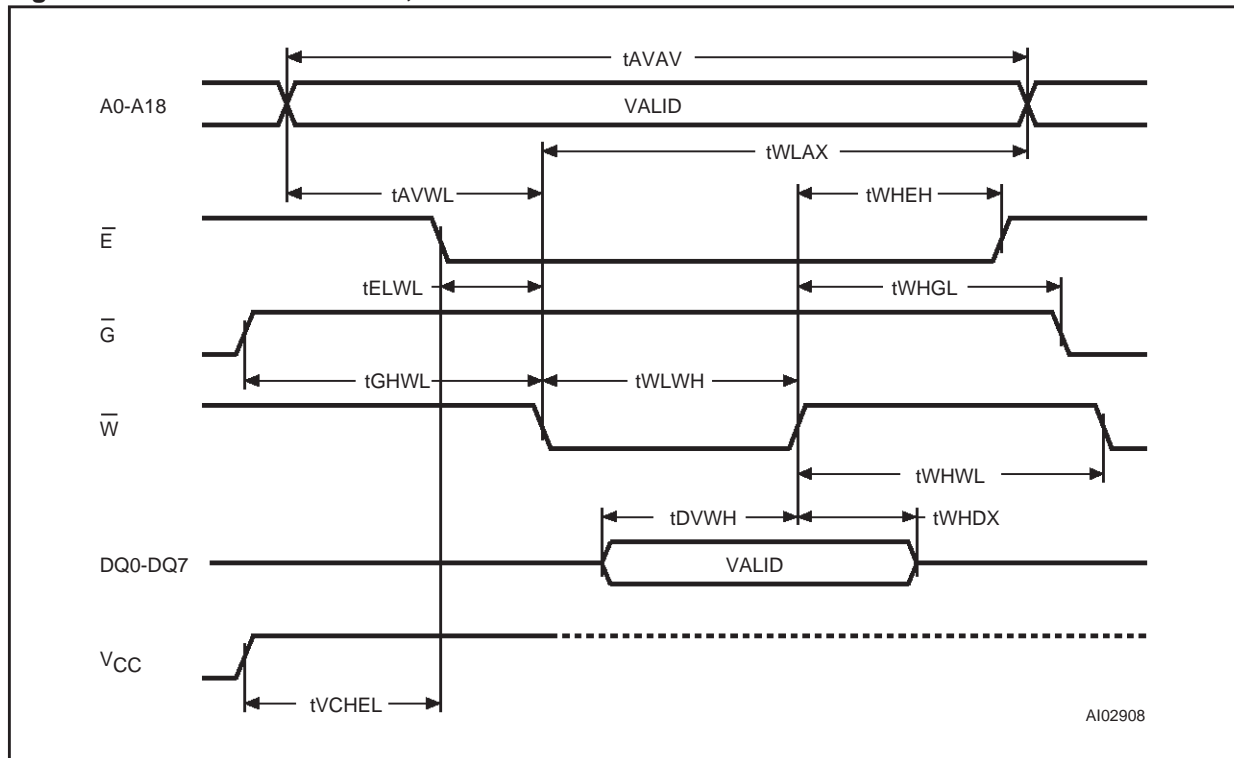 tAVAV
A0-A18
VALID
tWLAX
tAVWL
tWHEH
E
tELWL
tWHGL
G
tGHWL
tWLWH
W
tWHWL
tDVWH
tWHDX
DQ0-DQ7
VALID
VCC
tVCHEL
AI02908